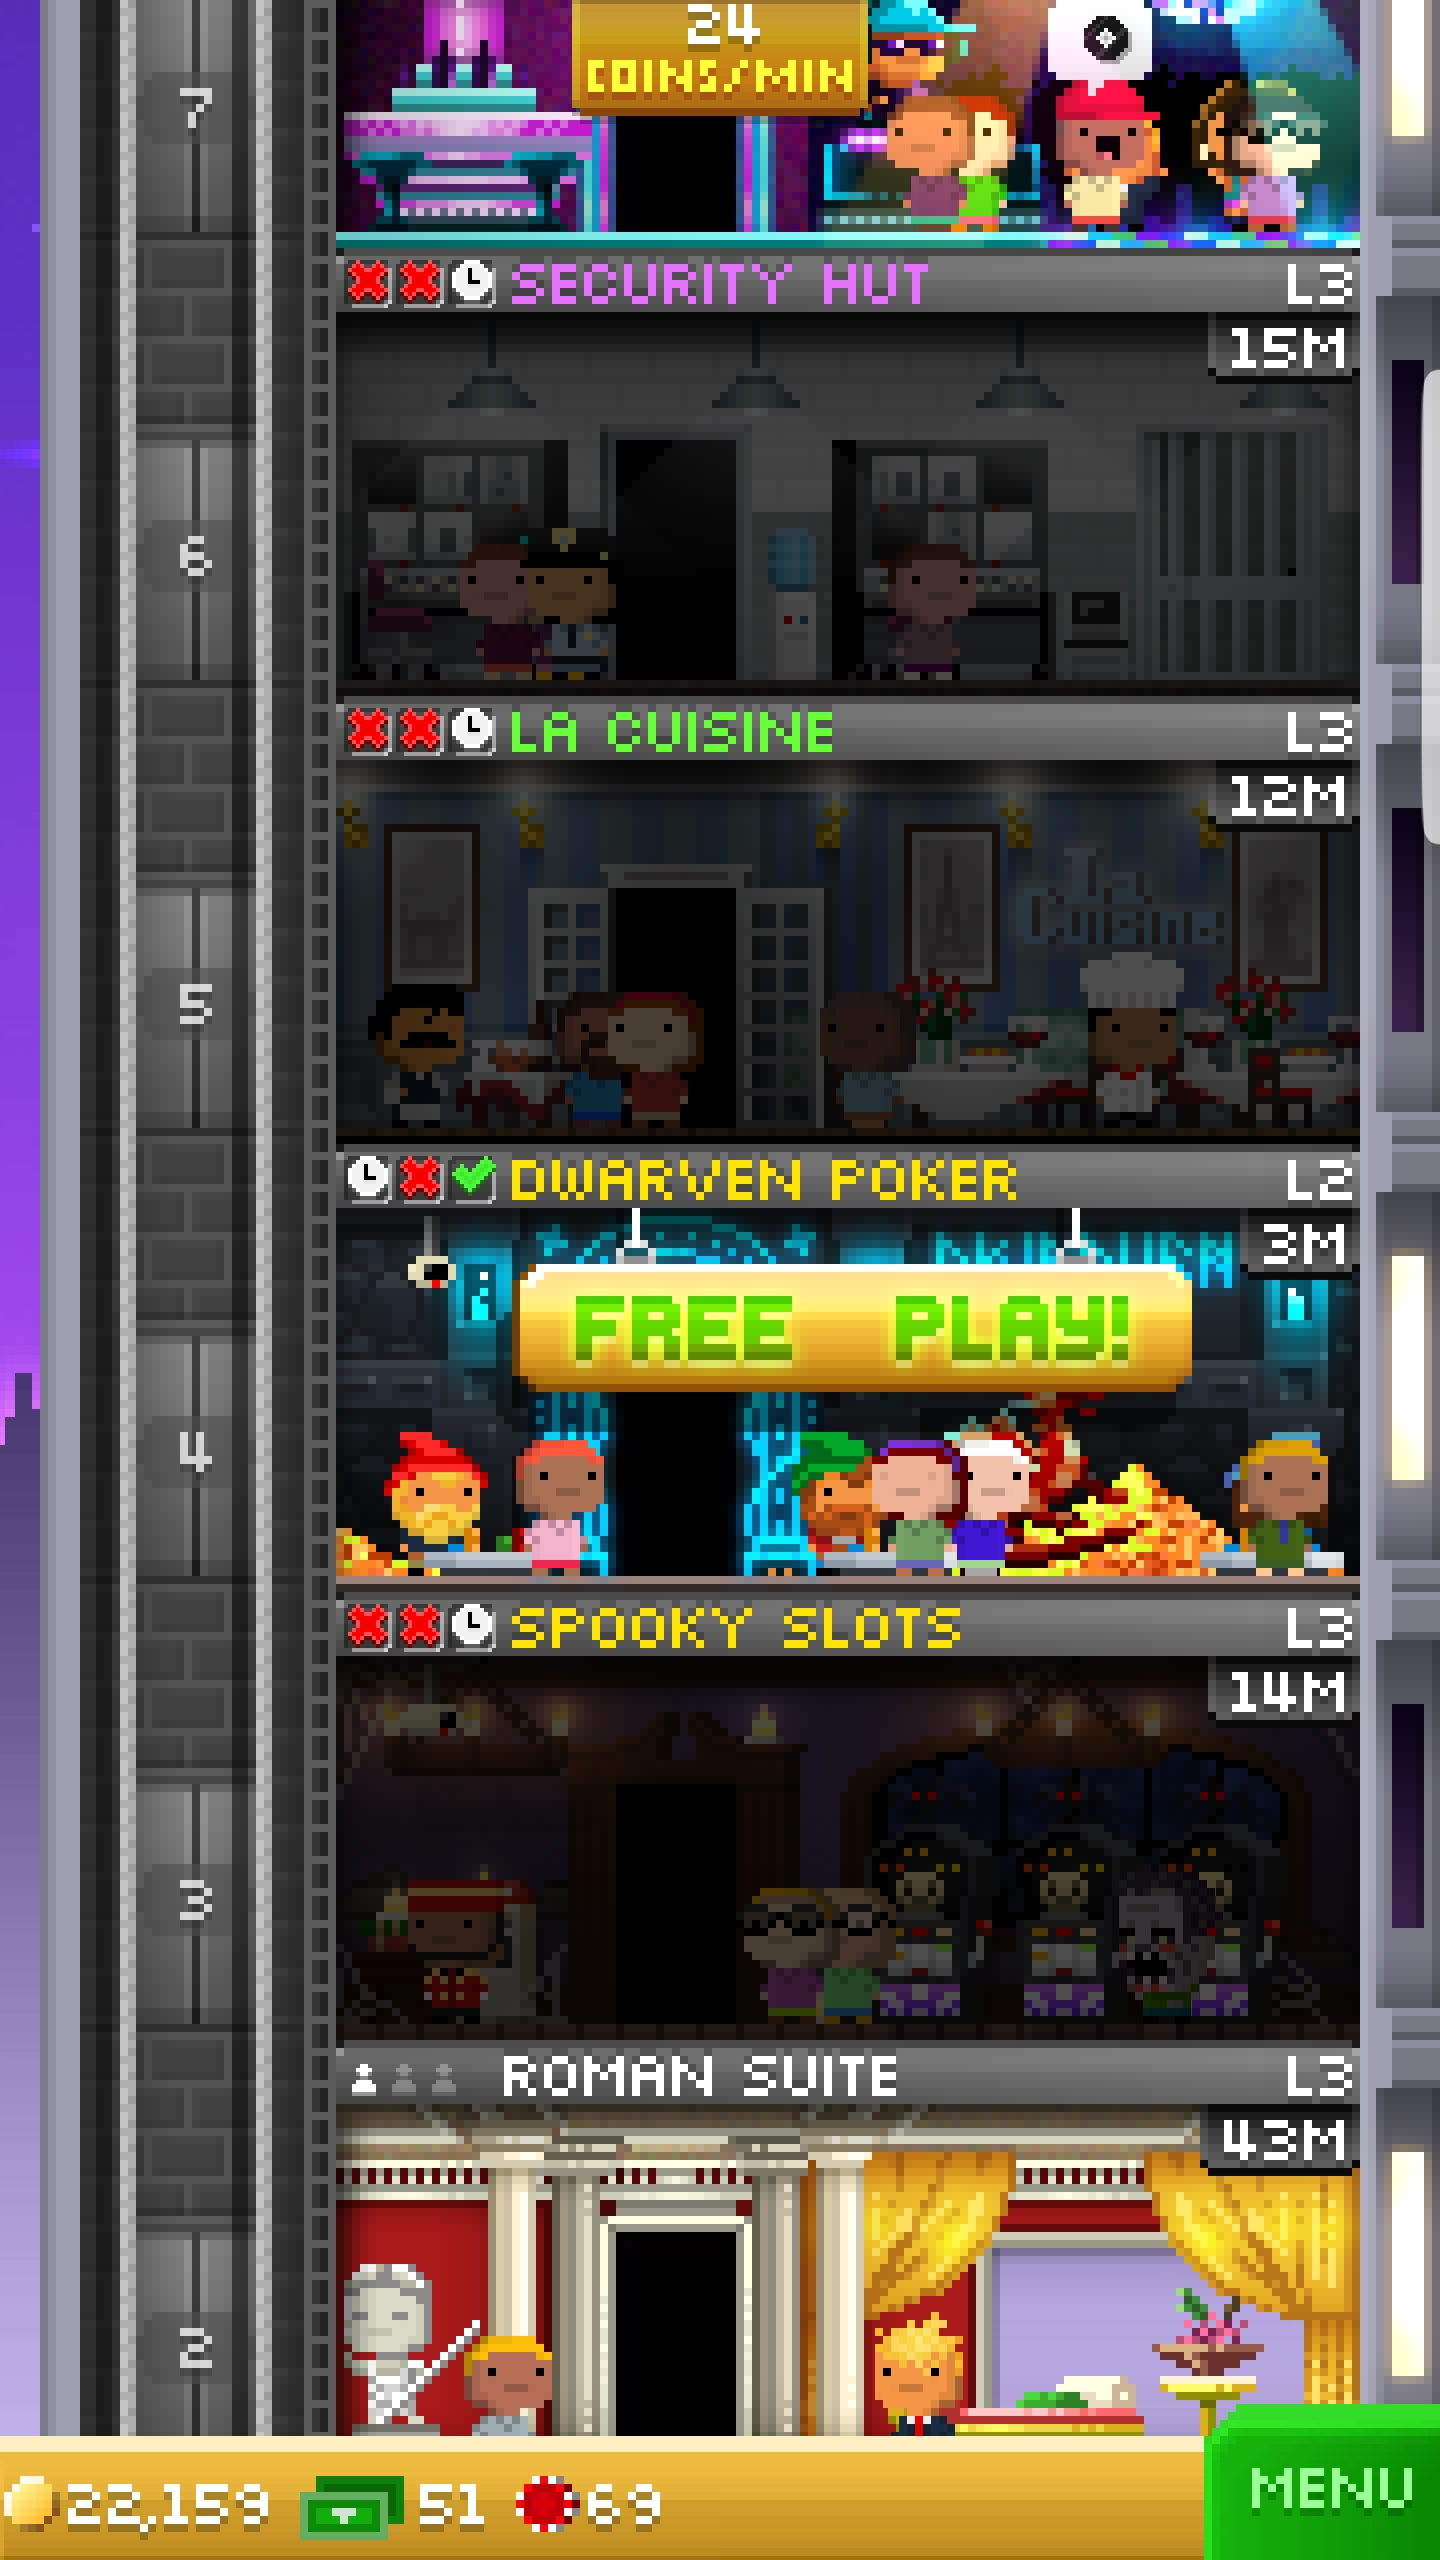 24
COINS/MIN
7
SECURITY HUT L3
15M
6
LA CUISINE L3
12M
La
Cuisine
5
DWARVEN POKER L2
3M
FREE PLAY!
4
SPOOKY SLOTS L3
14M
3
ROMAN SUITE L3
43M
2
22,159 51 69 MENU